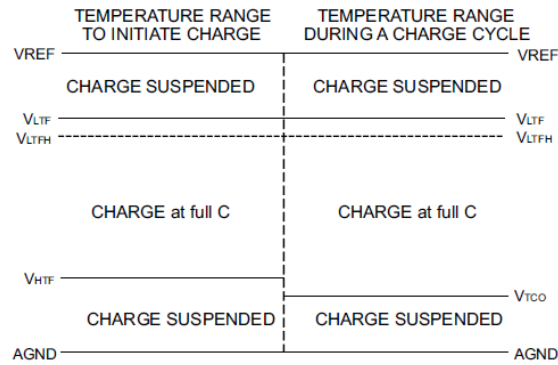 TEMPERATURE RANGE
TO INITIATE CHARGE
TEMPERATURE RANGE
DURING A CHARGE CYCLE
VREF
VREF
CHARGE SUSPENDED
CHARGE SUSPENDED
VLTF
VLTF
VLTFH
VLTFH
CHARGE at full C
CHARGE at full C
VHTF
VTCO
CHARGE SUSPENDED
CHARGE SUSPENDED
AGND
AGND